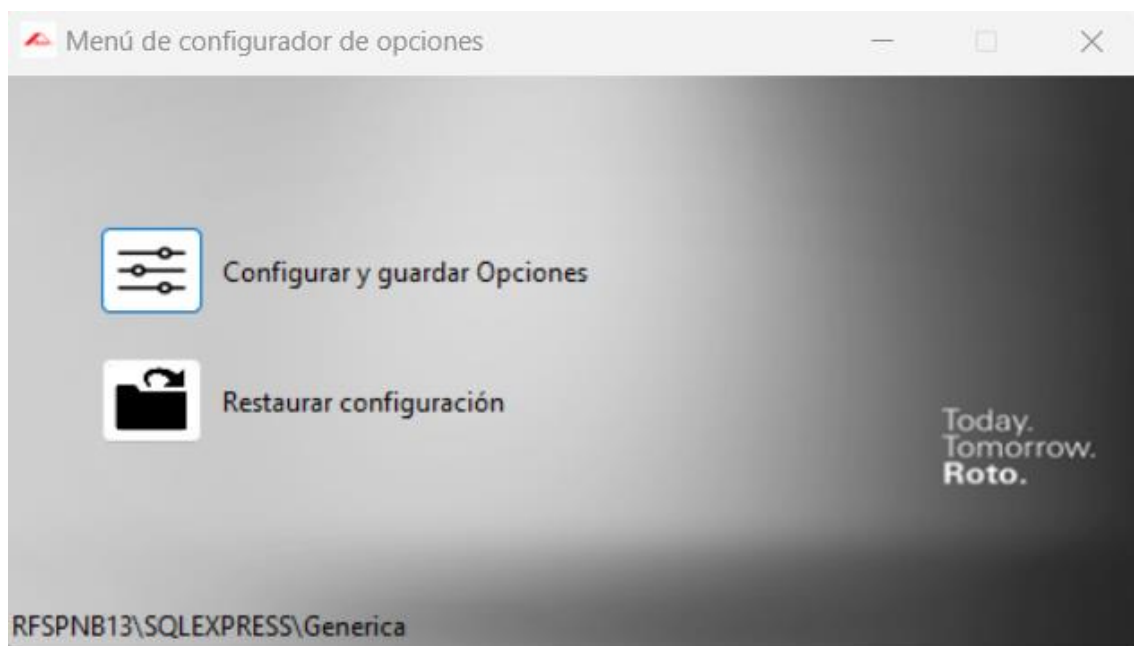 Menú de configurador de opciones
Configurar y guardar Opciones
Restaurar configuración
Today.
Tomorrow.
Roto.
RFSPNB13\SQLEXPRESS\Generica